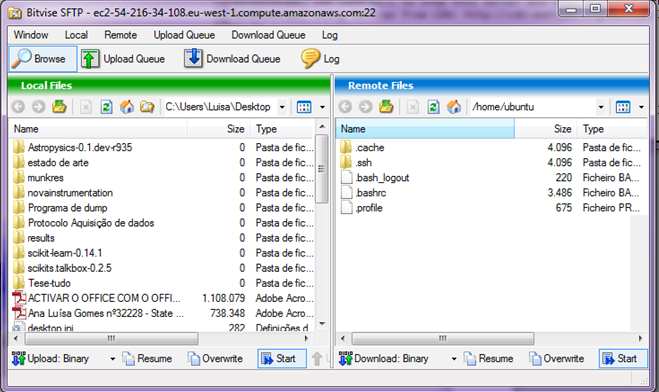 Bitvise SFTP - ec2-54-216-34-108.eu-west-1.compute.amazonaws.com:22
Window Local Remote Upload Queue Download Queue Log
Browse Upload Queue Download Queue Log
Local Files
C:\Users\Luisa\Desktop
Name Size Type
Astropysics-0.1.dev-r935 0 Pasta de fic...
estado de arte 0 Pasta de fic...
munkres 0 Pasta de fic...
novainstrumentation 0 Pasta de fic...
Programa de dump 0 Pasta de fic...
Protocolo Aquisição de dados 0 Pasta de fic...
results 0 Pasta de fic...
scikit-learn-0.14.1 0 Pasta de fic...
scikits.talkbox-0.2.5 0 Pasta de fic...
Tese-tudo 0 Pasta de fic...
ACTIVAR O OFFICE COM O OFFI... 1.108.079 Adobe Acro...
Ana Luísa Gomes nº32228 - State ... 738.348 Adobe Acro...
desktop.ini 282 Definições d...
Upload: Binary Resume Overwrite Start U
Remote Files
/home/ubuntu
Name Size Type
.cache 4.096 Pasta de fic...
.ssh 4.096 Pasta de fic...
.bash_logout 220 Ficheiro BA...
.bashrc 3.486 Ficheiro BA...
.profile 675 Ficheiro PR...
Download: Binary Resume Overwrite Start